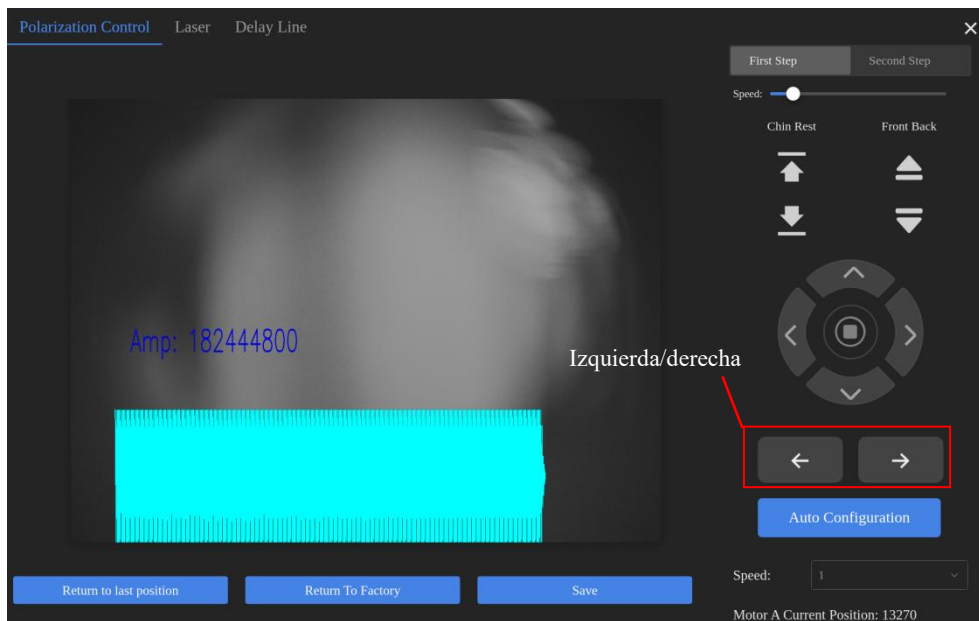 Polarization Control Laser Delay Line
First Step Second Step
Speed:
Chin Rest Front Back
Amp: 182444800
Izquierda/derecha
Auto Configuration
Speed: 1
Return to last position Return To Factory Save
Motor A Current Position: 13270